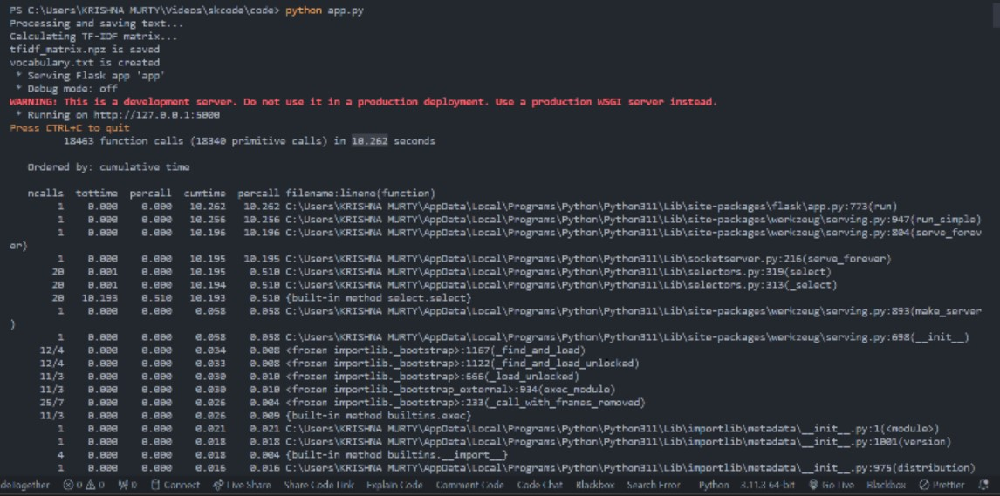 PS C:\Users\KRISHNA MURTY\Videos\skcode\code> python app.py
Processing and saving text...
Calculating TF-IDF matrix...
tfidf_matrix.npz is saved
vocabulary.txt is created
 * Serving Flask app 'app'
 * Debug mode: off
WARNING: This is a development server. Do not use it in a production deployment. Use a production WSGI server instead.
 * Running on http://127.0.0.1:5000
Press CTRL+C to quit
         18463 function calls (18340 primitive calls) in 10.262 seconds
   Ordered by: cumulative time
   ncalls  tottime  percall  cumtime  percall filename:lineno(function)
        1    0.000    0.000   10.262   10.262 C:\Users\KRISHNA MURTY\AppData\Local\Programs\Python\Python311\Lib\site-packages\flask\app.py:773(run)
        1    0.000    0.000   10.256   10.256 C:\Users\KRISHNA MURTY\AppData\Local\Programs\Python\Python311\Lib\site-packages\werkzeug\serving.py:947(run_simple)
        1    0.000    0.000   10.196   10.196 C:\Users\KRISHNA MURTY\AppData\Local\Programs\Python\Python311\Lib\site-packages\werkzeug\serving.py:804(serve_forev
er)
        1    0.000    0.000   10.195   10.195 C:\Users\KRISHNA MURTY\AppData\Local\Programs\Python\Python311\Lib\socketserver.py:216(serve_forever)
       20    0.001    0.000   10.195    0.510 C:\Users\KRISHNA MURTY\AppData\Local\Programs\Python\Python311\Lib\selectors.py:319(select)
       20    0.001    0.000   10.194    0.510 C:\Users\KRISHNA MURTY\AppData\Local\Programs\Python\Python311\Lib\selectors.py:313(_select)
       20   10.193    0.510   10.193    0.510 {built-in method select.select}
        1    0.000    0.000    0.058    0.058 C:\Users\KRISHNA MURTY\AppData\Local\Programs\Python\Python311\Lib\site-packages\werkzeug\serving.py:893(make_server
)
        1    0.000    0.000    0.058    0.058 C:\Users\KRISHNA MURTY\AppData\Local\Programs\Python\Python311\Lib\site-packages\werkzeug\serving.py:698(__init__)
     12/4    0.000    0.000    0.034    0.008 <frozen importlib._bootstrap>:1167(_find_and_load)
     12/4    0.000    0.000    0.033    0.008 <frozen importlib._bootstrap>:1122(_find_and_load_unlocked)
     11/3    0.000    0.000    0.030    0.010 <frozen importlib._bootstrap>:666(_load_unlocked)
     11/3    0.000    0.000    0.030    0.010 <frozen importlib._bootstrap_external>:934(exec_module)
     25/7    0.000    0.000    0.026    0.004 <frozen importlib._bootstrap>:233(_call_with_frames_removed)
     11/3    0.000    0.000    0.026    0.009 {built-in method builtins.exec}
        1    0.000    0.000    0.021    0.021 C:\Users\KRISHNA MURTY\AppData\Local\Programs\Python\Python311\Lib\importlib\metadata\__init__.py:1(<module>)
        1    0.000    0.000    0.018    0.018 C:\Users\KRISHNA MURTY\AppData\Local\Programs\Python\Python311\Lib\importlib\metadata\__init__.py:1001(version)
        4    0.000    0.000    0.018    0.004 {built-in method builtins.__import__}
        1    0.000    0.000    0.016    0.016 C:\Users\KRISHNA MURTY\AppData\Local\Programs\Python\Python311\Lib\importlib\metadata\__init__.py:975(distribution)
deTogether 0 0 0 Connect Live Share Share Code Link Explain Code Comment Code Code Chat Blackbox Search Error Python 3.11.3 64-bit Go Live Blackbox Prettier